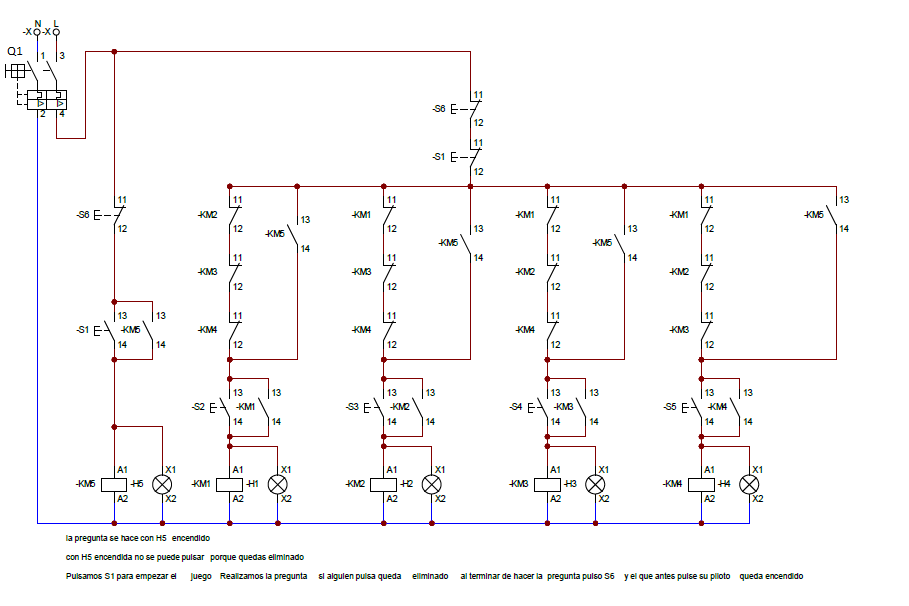 N L
-X -X
Q1
1 3
2 4
-S6 11 12
-S1 11 12
-S6 11 12
-S1 13 14 -KM5 13 14
-KM5 A1 A2 -H5 X1 X2
-KM2 11 12
-KM3 11 12
-KM4 11 12
-KM5 13 14
-S2 13 14 -KM1 13 14
-KM1 A1 A2 -H1 X1 X2
-KM1 11 12
-KM3 11 12
-KM4 11 12
-KM5 13 14
-S3 13 14 -KM2 13 14
-KM2 A1 A2 -H2 X1 X2
-KM1 11 12
-KM2 11 12
-KM4 11 12
-KM5 13 14
-S4 13 14 -KM3 13 14
-KM3 A1 A2 -H3 X1 X2
-KM1 11 12
-KM2 11 12
-KM3 11 12
-KM5 13 14
-S5 13 14 -KM4 13 14
-KM4 A1 A2 -H4 X1 X2
la pregunta se hace con H5 encendido
con H5 encendida no se puede pulsar porque quedas eliminado
Pulsamos S1 para empezar el juego Realizamos la pregunta si alguien pulsa queda eliminado al terminar de hacer la pregunta pulso S6 y el que antes pulse su piloto queda encendido